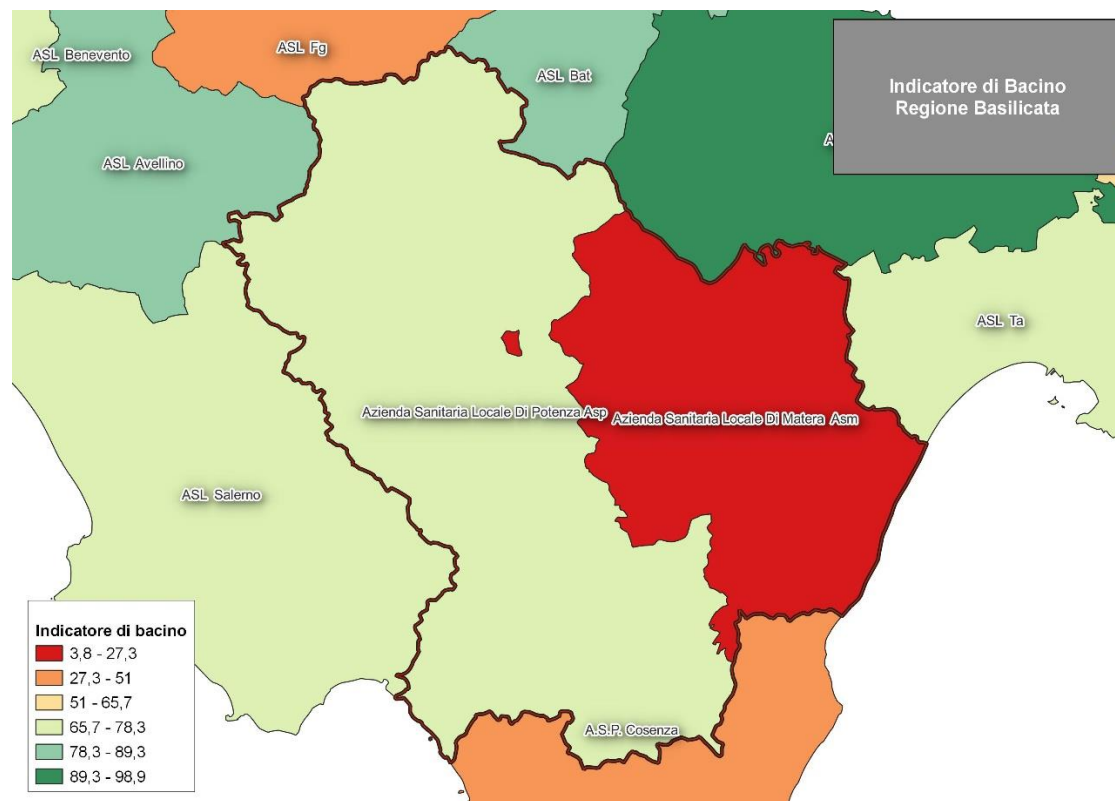 ASL Fg
ASL Benevento
ASL Bat
Indicatore di Bacino
Regione Basilicata
ASL Avellino
ASL Ta
Azienda Sanitaria Locale Di Potenza Asp
Azienda Sanitaria Locale Di Matera Asm
ASL Salerno
A.S.P. Cosenza
Indicatore di bacino
3,8 - 27,3
27,3 - 51
51 - 65,7
65,7 - 78,3
78,3 - 89,3
89,3 - 98,9